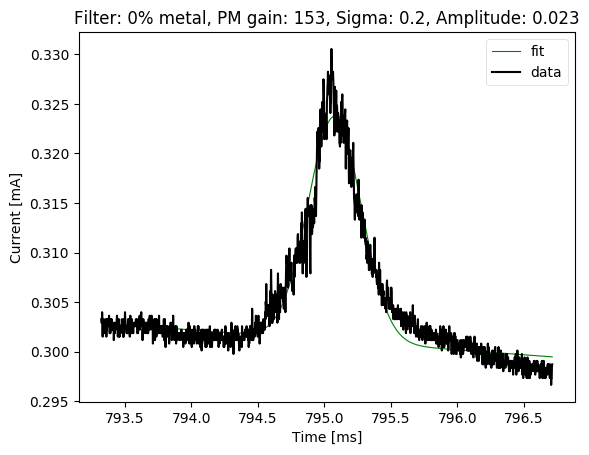 Filter: 0% metal, PM gain: 153, Sigma: 0.2, Amplitude: 0.023
fit
data
0.330
0.325
0.320
0.315
0.310
0.305
0.300
0.295
Current [mA]
793.5 794.0 794.5 795.0 795.5 796.0 796.5
Time [ms]